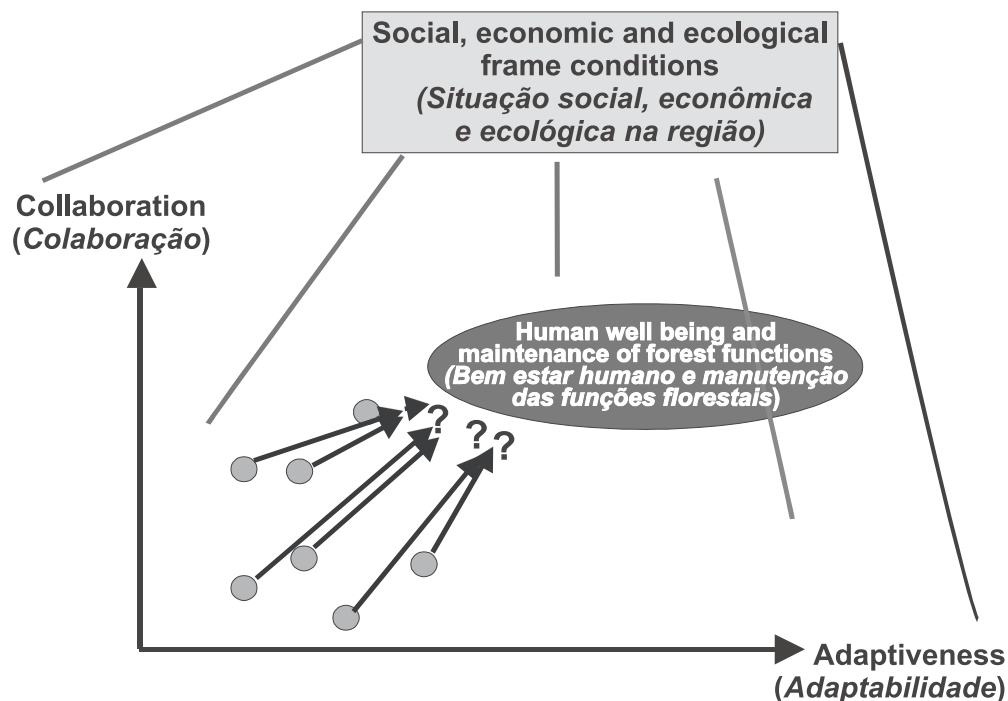 Social, economic and ecological
frame conditions
(Situação social, econômica
e ecológica na região)
Collaboration
(Colaboração)
Human well being and
maintenance of forest functions
(Bem estar humano e manutenção
das funções florestais)
?
? ?
Adaptiveness
(Adaptabilidade)